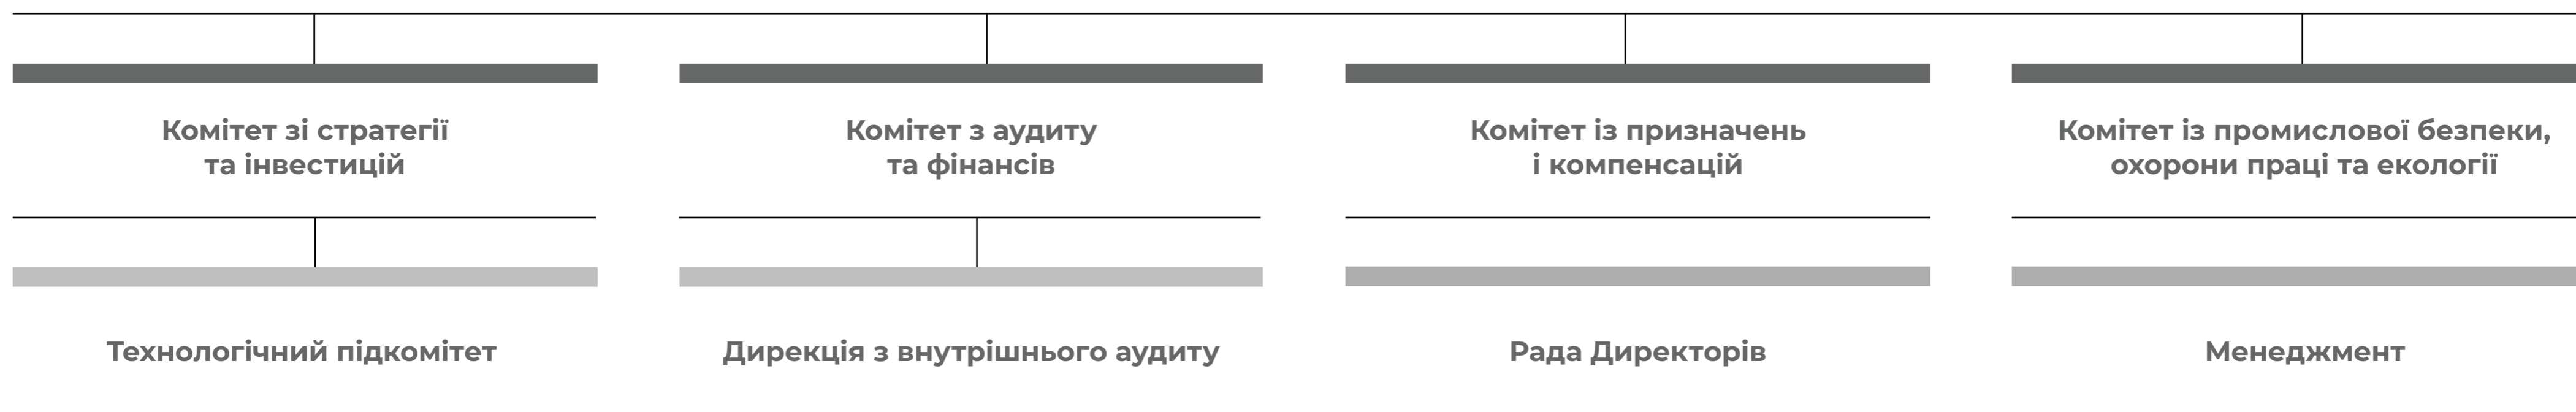 Комітет зі стратегії
та інвестицій
Комітет з аудиту
та фінансів
Комітет із призначень
і компенсацій
Комітет із промислової безпеки,
охорони праці та екології
Технологічний підкомітет
Дирекція з внутрішнього аудиту
Рада Директорів
Менеджмент